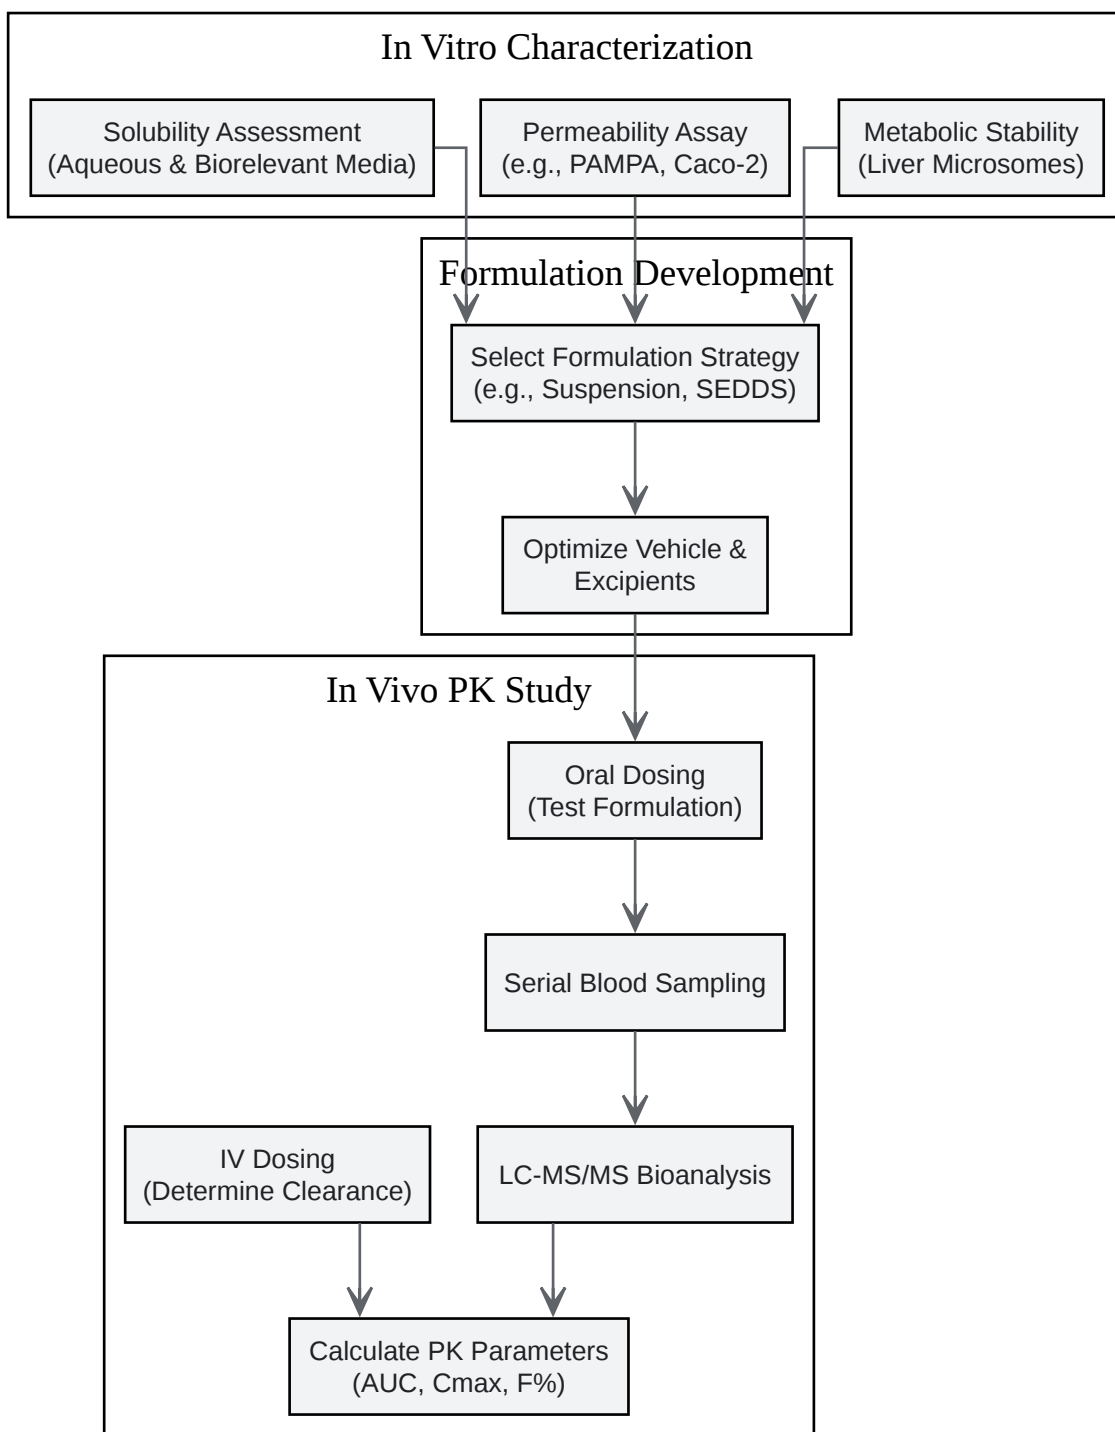 In Vitro Characterization
Solubility Assessment
(Aqueous & Biorelevant Media)
Permeability Assay
(e.g., PAMPA, Caco-2)
Metabolic Stability
(Liver Microsomes)
Formulation Development
Select Formulation Strategy
(e.g., Suspension, SEDDS)
Optimize Vehicle &
Excipients
In Vivo PK Study
Oral Dosing
(Test Formulation)
Serial Blood Sampling
IV Dosing
(Determine Clearance)
LC-MS/MS Bioanalysis
Calculate PK Parameters
(AUC, Cmax, F%)